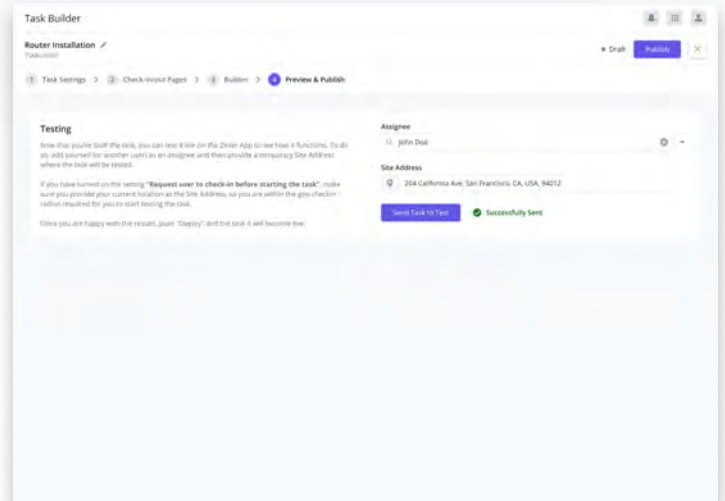 Task Builder
Router Installation
Draft
Publish
1 Task Settings > 2 Check-in/out Pages > 3 Builder > 4 Preview & Publish
Testing
Now that you've built the task, you can test it live on the App to see how it functions. To do
so, add yourself (or another user) as an assignee and then provide a temporary Site Address
where the task will be tested.
If you have turned on the setting "Request user to check-in before starting the task", make
sure you provide your current location as the Site Address, so you are within the geo-checkin
radius required for you to start testing the task.
Once you are happy with the results, push "Deploy" and the task it will become live.
Assignee
John Doe
Site Address
204 California Ave, San Francisco, CA, USA, 94012
Send Task to Test
Successfully Sent